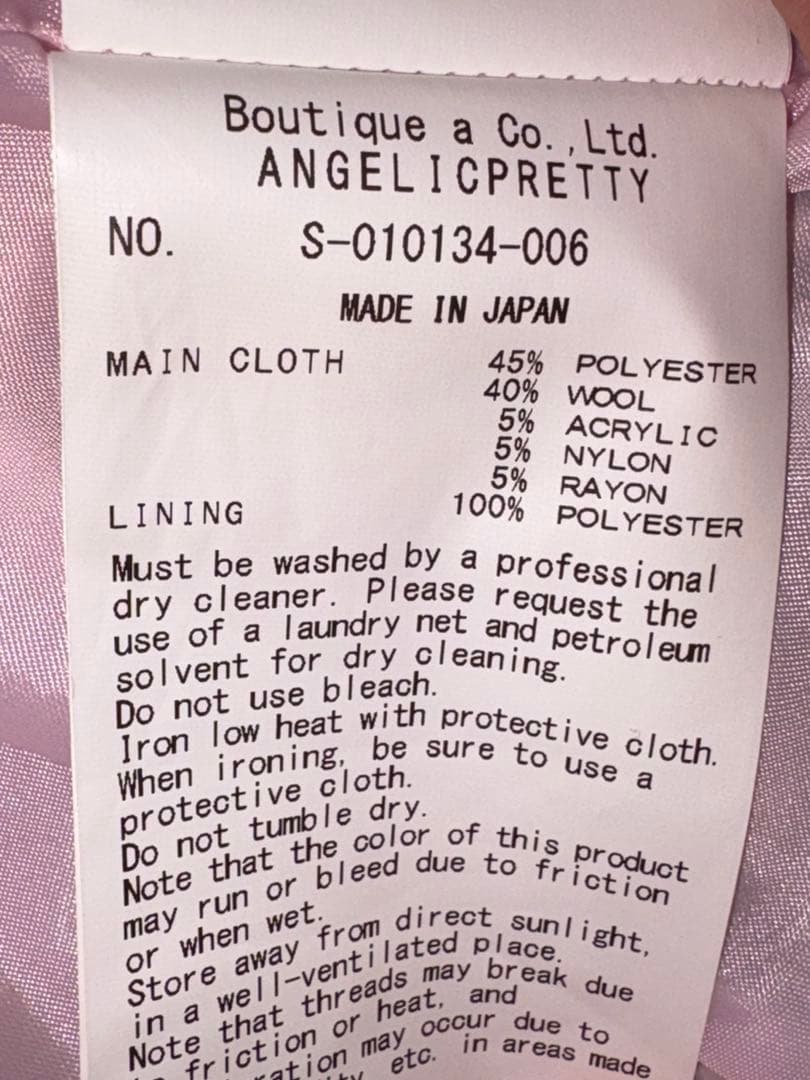 Boutique a Co.,Ltd.
ANGELICPRETTY
NO. S-010134-006
MADE IN JAPAN
MAIN CLOTH 45% POLYESTER
40% WOOL
5% ACRYLIC
5% NYLON
5% RAYON
LINING 100% POLYESTER
Must be washed by a professional
dry cleaner. Please request the
use of a laundry net and petroleum
solvent for dry cleaning.
Do not use bleach.
Iron low heat with protective cloth.
When ironing, be sure to use a
protective cloth.
Do not tumble dry.
Note that the color of this product
may run or bleed due to friction
or when wet.
Store away from direct sunlight,
in a well-ventilated place.
Note that threads may break due
friction or heat, and
may occur due to
etc. in areas made